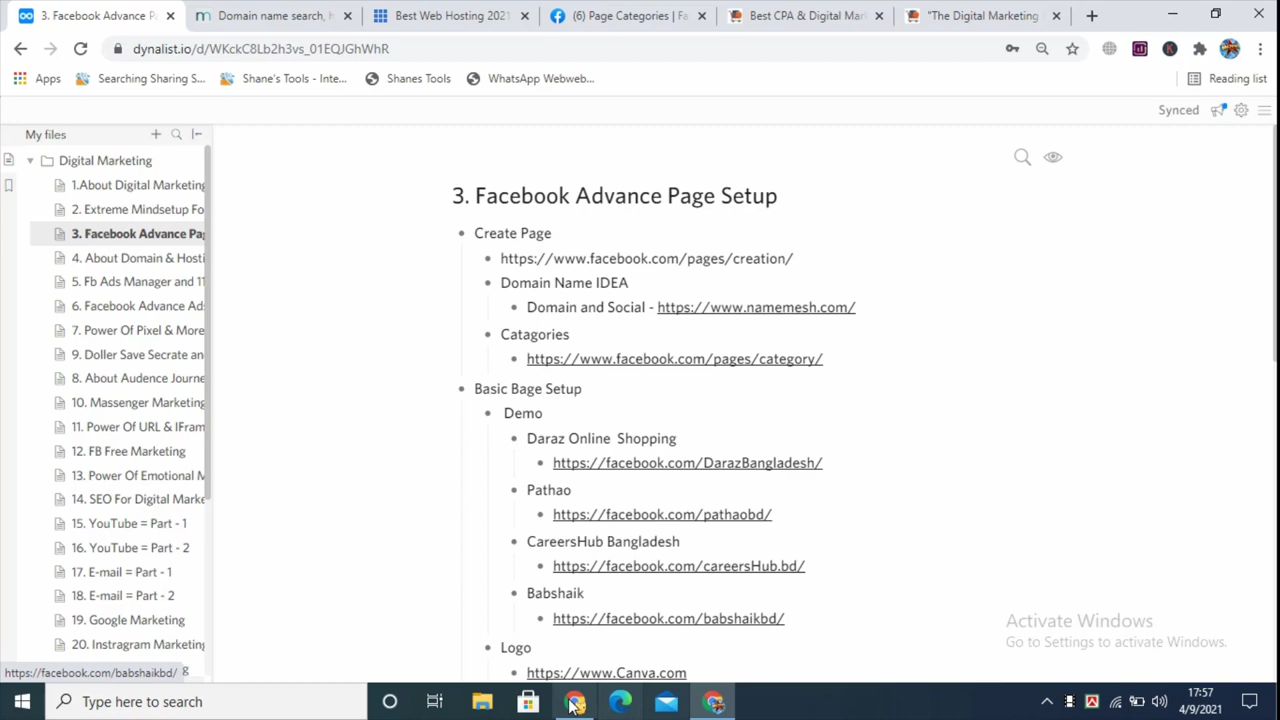 3. Facebook Advance P
Domain name search, h
Best Web Hosting 2021
(6) Page Categories | Fa
Best CPA & Digital Mar
"The Digital Marketing
dynalist.io/d/WKckC8Lb2h3vs_01EQJGhWhR
Apps
Searching Sharing S...
Shane's Tools - Inte...
Shanes Tools
WhatsApp Webweb...
Reading list
Synced
My files
Digital Marketing
1.About Digital Marketing
2. Extreme Mindsetup Fo
3. Facebook Advance Pag
4. About Domain & Hosti
5. Fb Ads Manager and 11
6. Facebook Advance Ads
7. Power Of Pixel & More
9. Doller Save Secrate and
8. About Audence Journe
10. Massenger Marketing
11. Power Of URL & IFram
12. FB Free Marketing
13. Power Of Emotional M
14. SEO For Digital Marke
15. YouTube = Part - 1
16. YouTube = Part - 2
17. E-mail = Part - 1
18. E-mail = Part - 2
19. Google Marketing
20. Instragram Marketing
g
https://facebook.com/babshaikbd/
3. Facebook Advance Page Setup
Create Page
https://www.facebook.com/pages/creation/
Domain Name IDEA
Domain and Social - https://www.namemesh.com/
Catagories
https://www.facebook.com/pages/category/
Basic Bage Setup
Demo
Daraz Online Shopping
https://facebook.com/DarazBangladesh/
Pathao
https://facebook.com/pathaobd/
CareersHub Bangladesh
https://facebook.com/careersHub.bd/
Babshaik
https://facebook.com/babshaikbd/
Logo
https://www.Canva.com
Activate Windows
Go to Settings to activate Windows.
Type here to search
17:57
4/9/2021